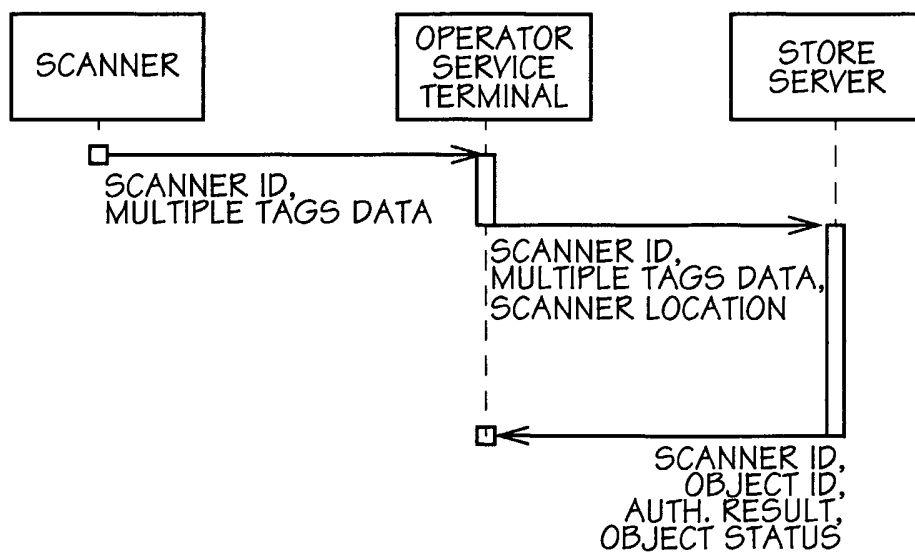 SCANNER
OPERATOR
SERVICE
TERMINAL
STORE
SERVER
SCANNER ID,
MULTIPLE TAGS DATA
SCANNER ID,
MULTIPLE TAGS DATA,
SCANNER LOCATION
SCANNER ID,
OBJECT ID,
AUTH. RESULT,
OBJECT STATUS